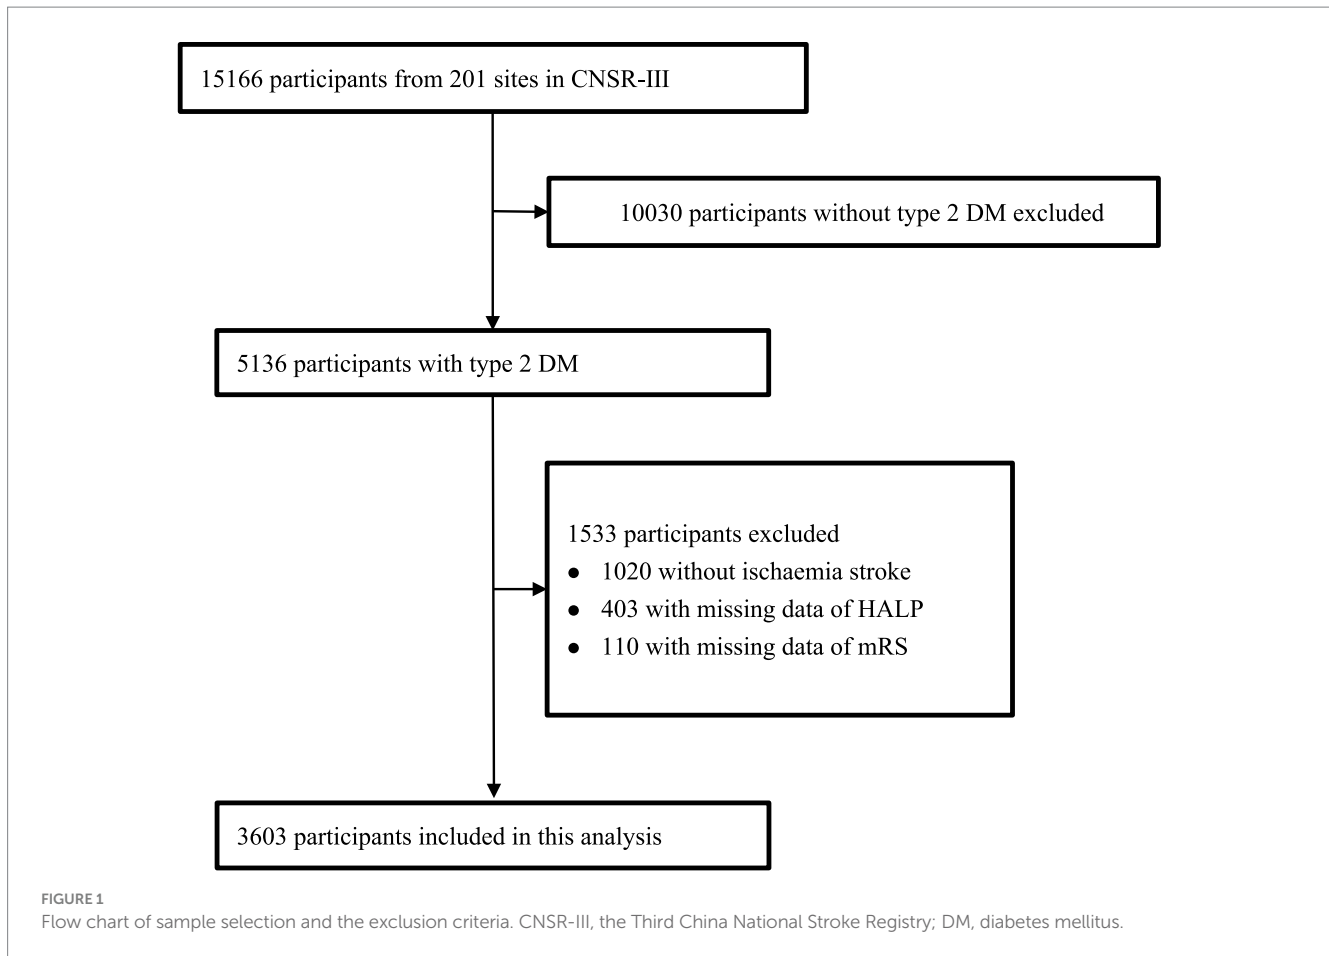 15166 participants from 201 sites in CNSR-III
10030 participants without type 2 DM excluded
5136 participants with type 2 DM
1533 participants excluded
● 1020 without ischaemia stroke
● 403 with missing data of HALP
● 110 with missing data of mRS
3603 participants included in this analysis
FIGURE 1
Flow chart of sample selection and the exclusion criteria. CNSR-III, the Third China National Stroke Registry; DM, diabetes mellitus.